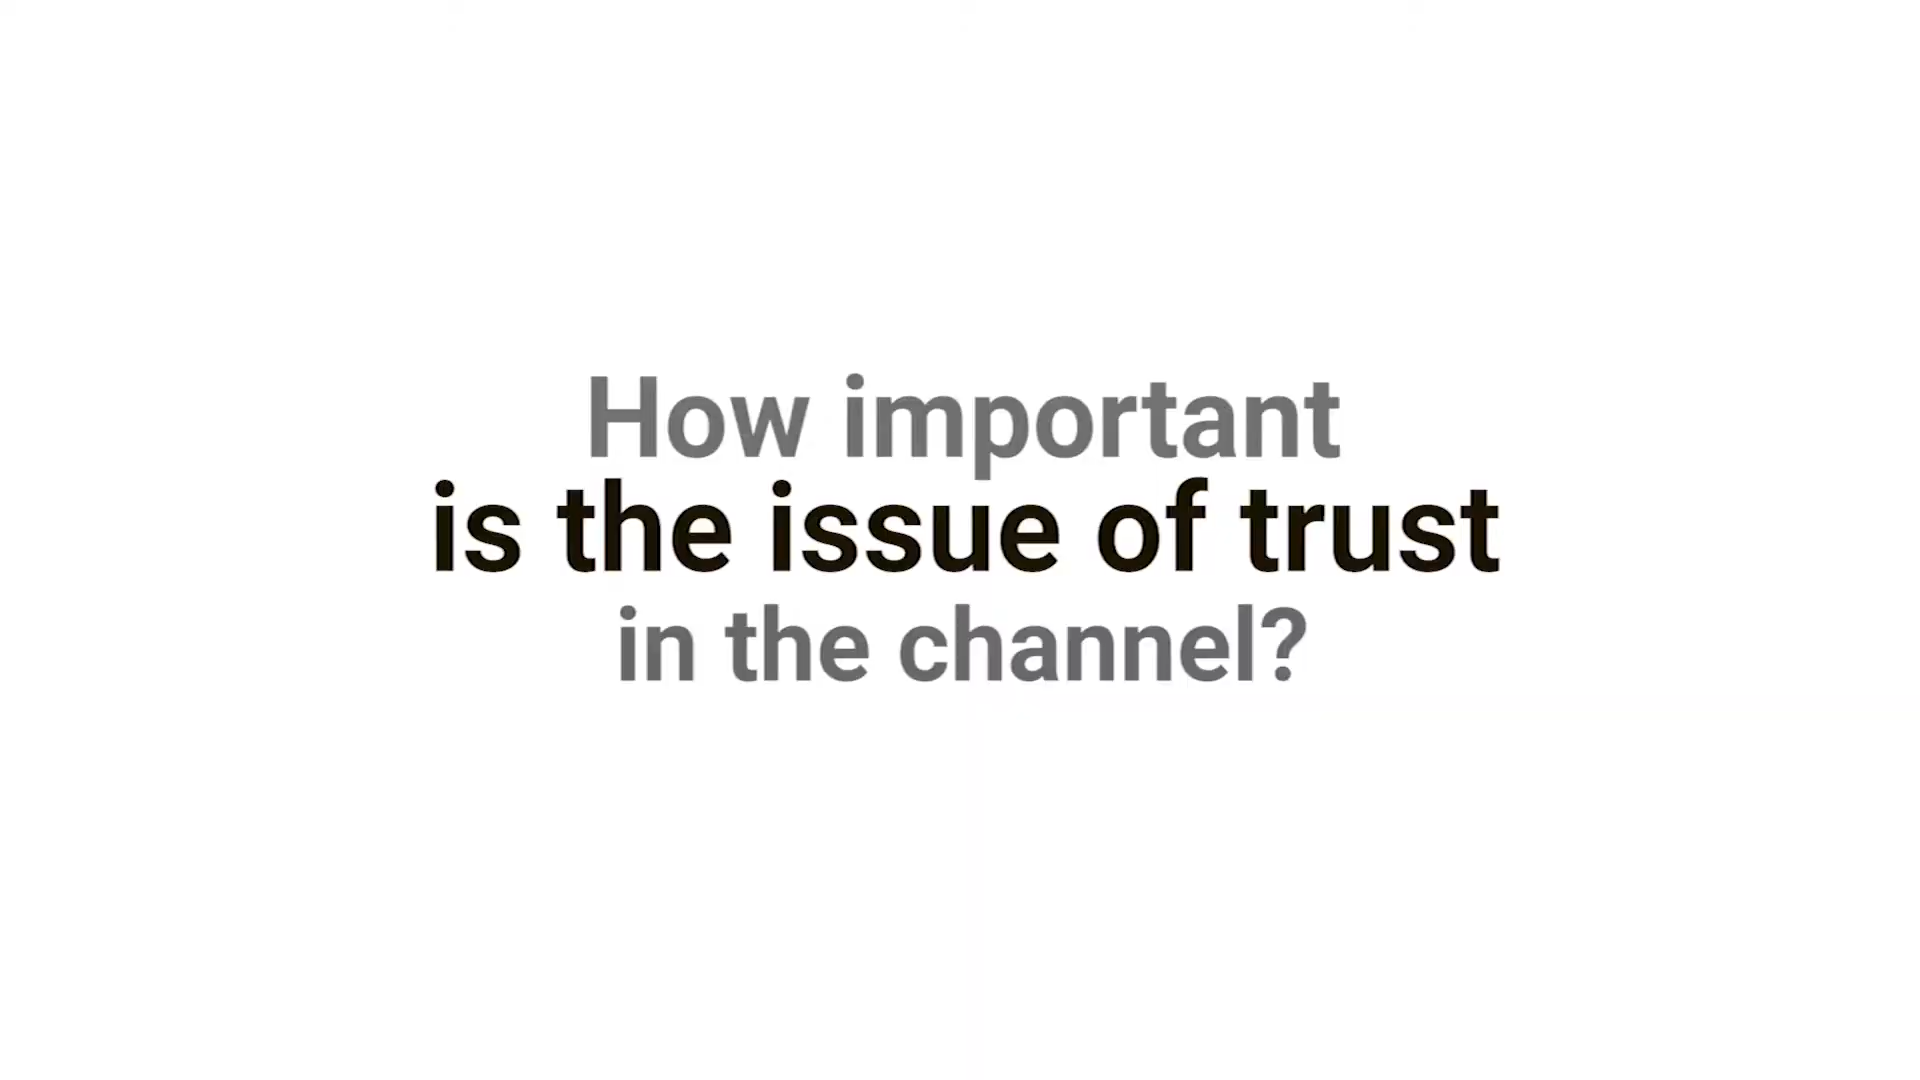 How important
is the issue of trust
in the channel?